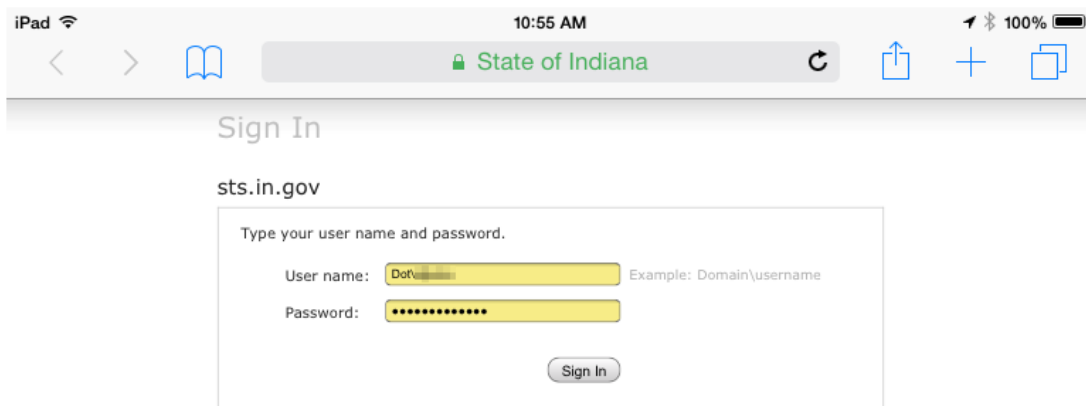 iPad 10:55 AM 100%
State of Indiana
Sign In
sts.in.gov
Type your user name and password.
User name: Dot\ Example: Domain\username
Password: •••••••••••••
Sign In